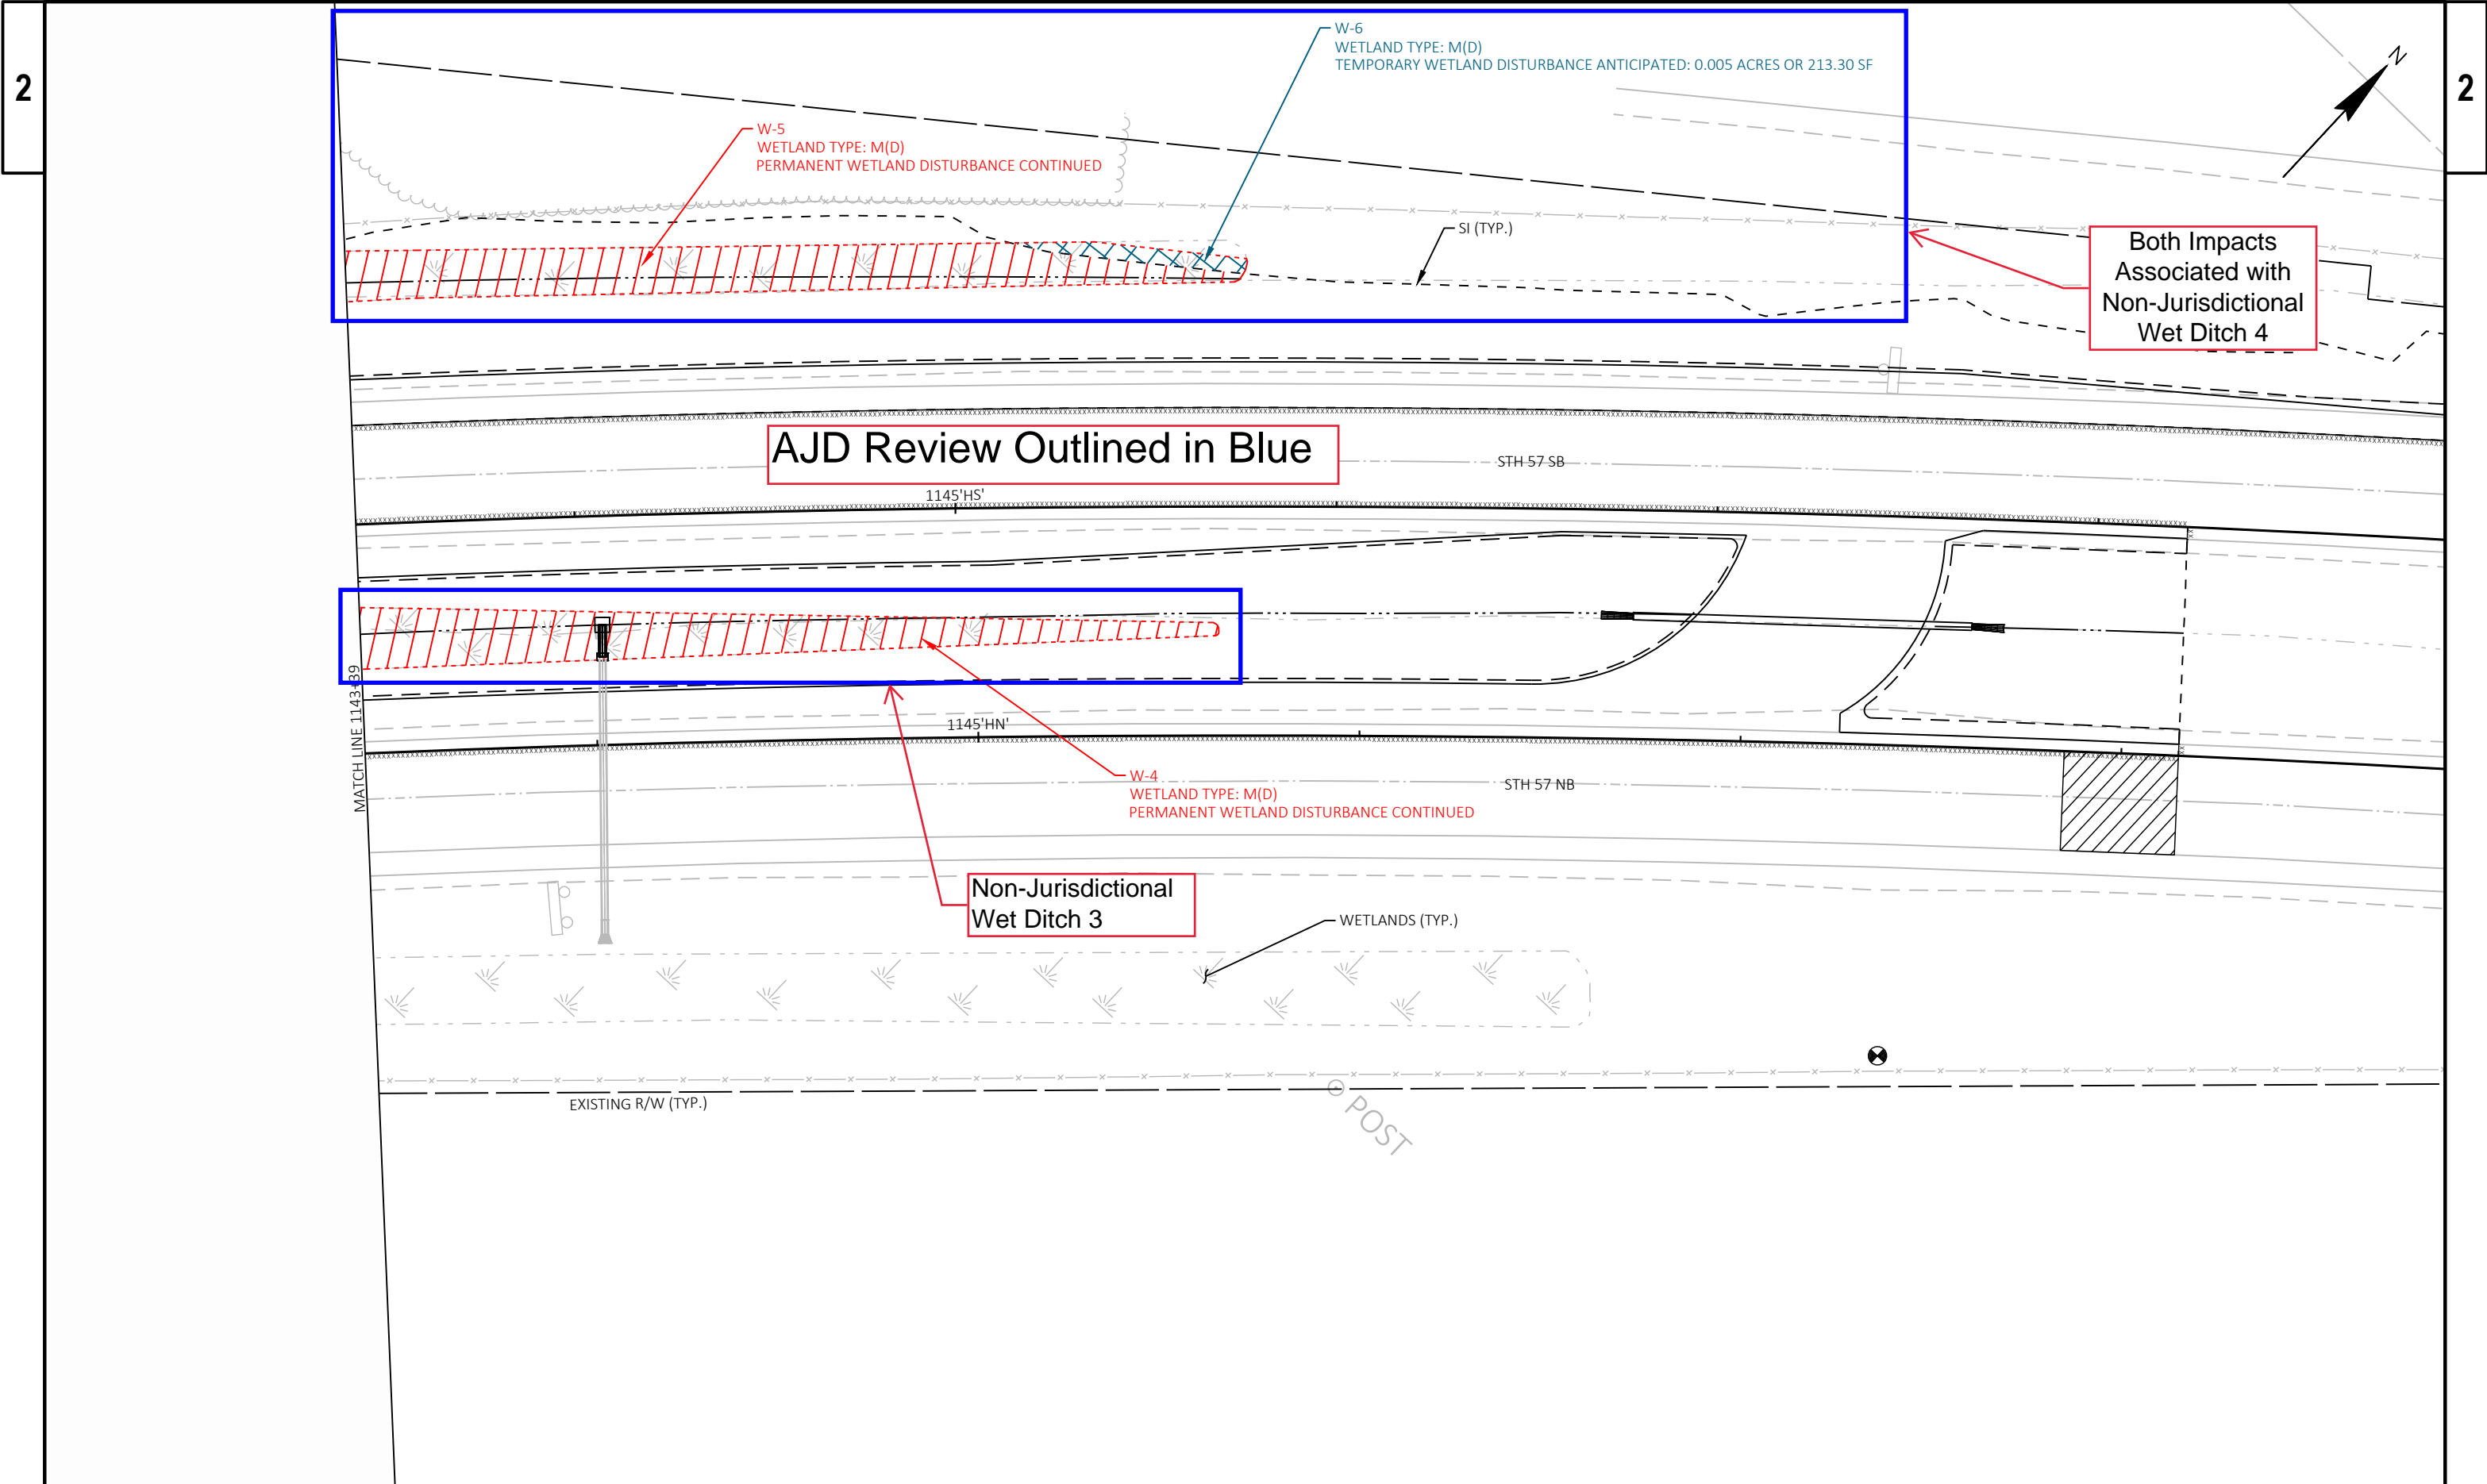 2
2
W-6
WETLAND TYPE: M(D)
TEMPORARY WETLAND DISTURBANCE ANTICIPATED: 0.005 ACRES OR 213.30 SF
N
W-5
WETLAND TYPE: M(D)
PERMANENT WETLAND DISTURBANCE CONTINUED
SI (TYP.)
Both Impacts
Associated with
Non-Jurisdictional
Wet Ditch 4
AJD Review Outlined in Blue
STH 57 SB
1145'HS'
MATCH LINE 1143+39
1145'HN'
W-4
WETLAND TYPE: M(D)
PERMANENT WETLAND DISTURBANCE CONTINUED
STH 57 NB
Non-Jurisdictional
Wet Ditch 3
WETLANDS (TYP.)
EXISTING R/W (TYP.)
POST